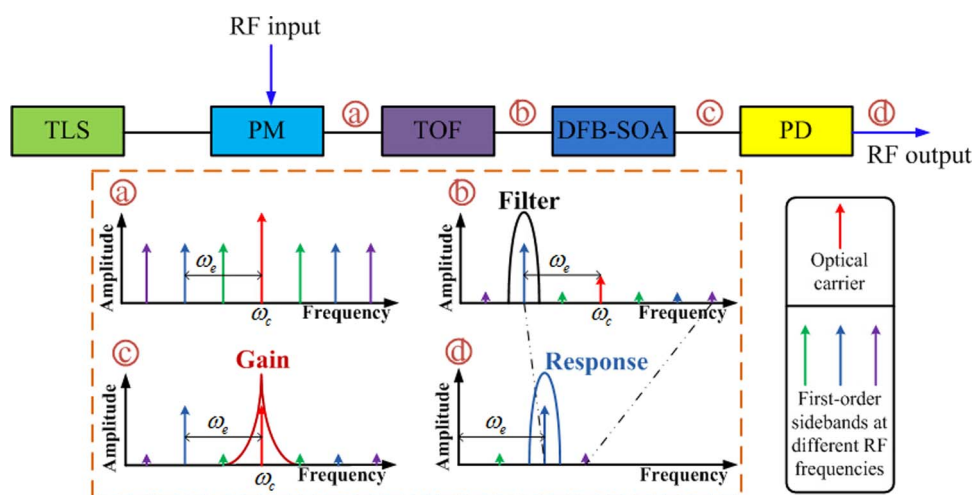 RF input
TLS
PM
ⓐ
TOF
ⓑ
DFB-SOA
ⓒ
PD
ⓓ
RF output
ⓐ
Amplitude
ωe
ωc
Frequency
ⓑ
Filter
Amplitude
ωe
ωc
Frequency
ⓒ
Gain
Amplitude
ωe
ωc
Frequency
ⓓ
Response
Amplitude
ωe
Frequency
Optical
carrier
First-order
sidebands at
different RF
frequencies